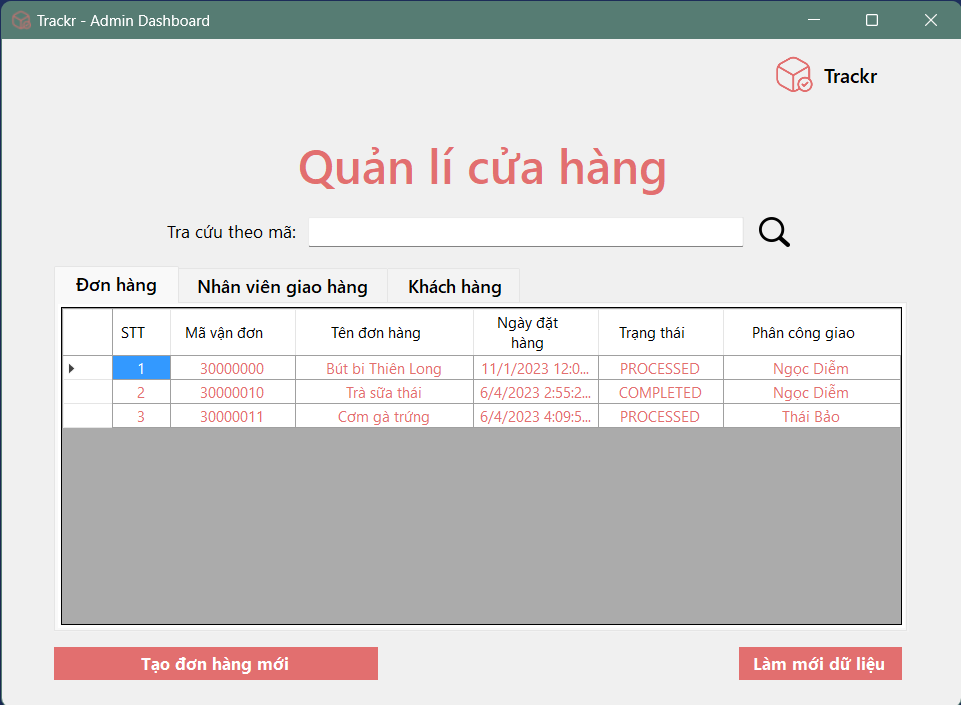 Trackr - Admin Dashboard
Trackr
Quản lí cửa hàng
Tra cứu theo mã:
Đơn hàng Nhân viên giao hàng Khách hàng
STT Mã vận đơn Tên đơn hàng Ngày đặt hàng Trạng thái Phân công giao
1 30000000 Bút bi Thiên Long 11/1/2023 12:0... PROCESSED Ngọc Diễm
2 30000010 Trà sữa thái 6/4/2023 2:55:2... COMPLETED Ngọc Diễm
3 30000011 Cơm gà trứng 6/4/2023 4:09:5... PROCESSED Thái Bảo
Tạo đơn hàng mới Làm mới dữ liệu